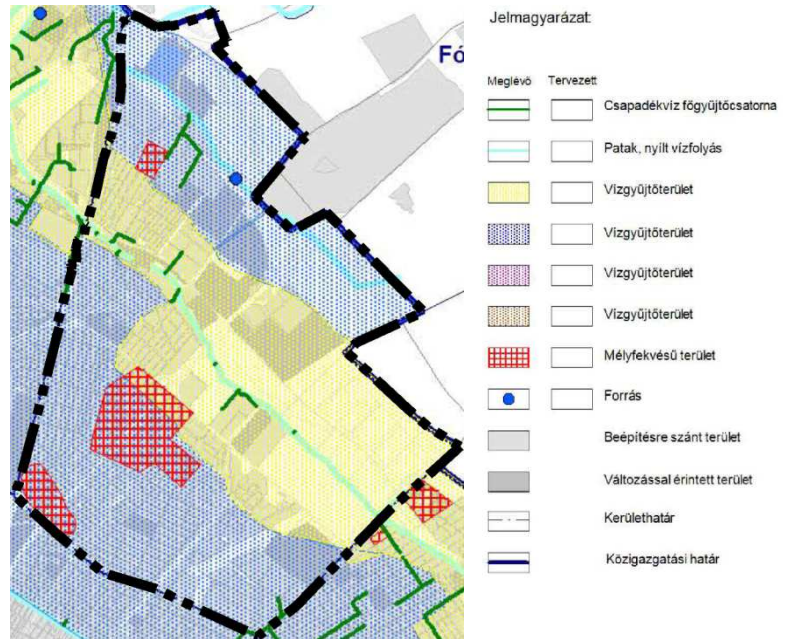 Fó
Jelmagyarázat:
Meglévő Tervezett
Csapadékvíz főgyűjtőcsatorna
Patak, nyílt vízfolyás
Vízgyűjtőterület
Vízgyűjtőterület
Vízgyűjtőterület
Vízgyűjtőterület
Mélyfekvésű terület
Forrás
Beépítésre szánt terület
Változással érintett terület
Kerülethatár
Közigazgatási határ